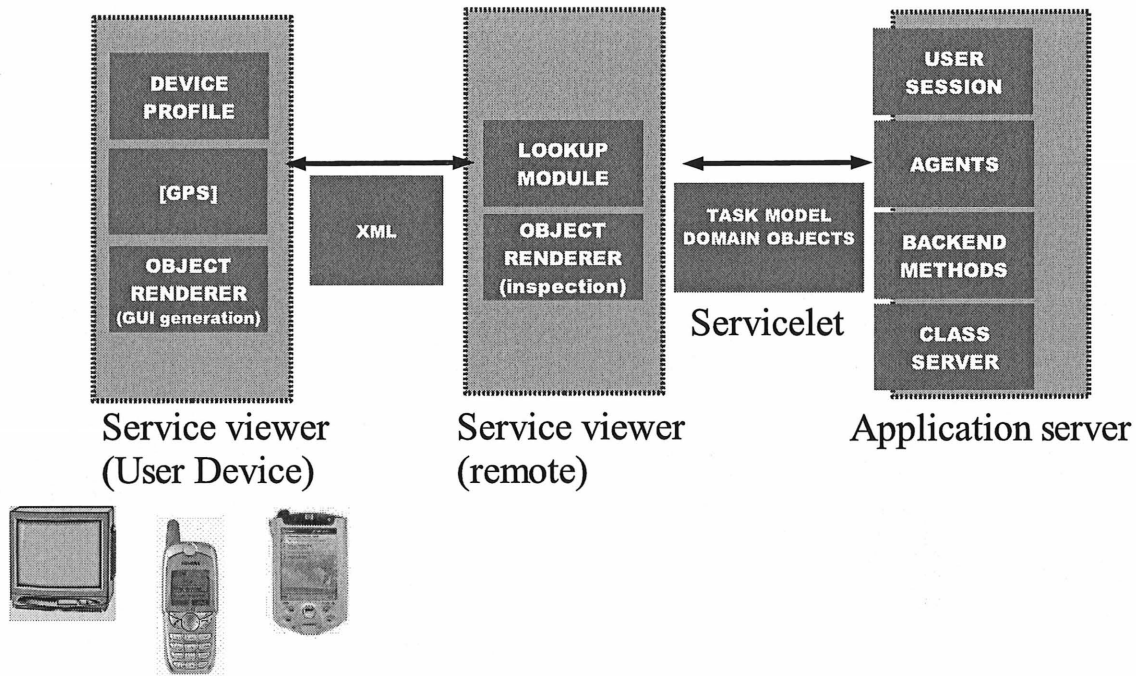 DEVICE
PROFILE
[GPS]
OBJECT
RENDERER
(GUI generation)
XML
LOOKUP
MODULE
OBJECT
RENDERER
(inspection)
TASK MODEL
DOMAIN OBJECTS
Servicelet
USER
SESSION
AGENTS
BACKEND
METHODS
CLASS
SERVER
Service viewer
(User Device)
Service viewer
(remote)
Application server